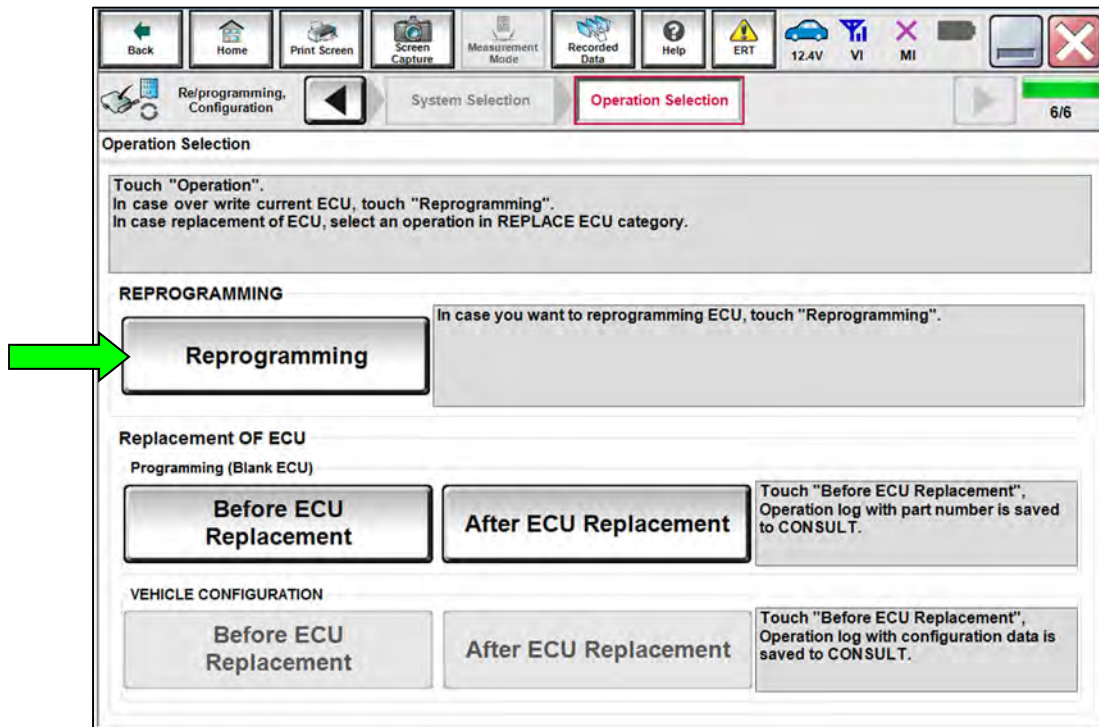 Back
Home
Print Screen
Screen
Capture
Measurement
Mode
Recorded
Data
Help
ERT
12.4V
VI
MI
Re/programming,
Configuration
System Selection
Operation Selection
6/6
Operation Selection
Touch "Operation".
In case over write current ECU, touch "Reprogramming".
In case replacement of ECU, select an operation in REPLACE ECU category.
REPROGRAMMING
Reprogramming
In case you want to reprogramming ECU, touch "Reprogramming".
Replacement OF ECU
Programming (Blank ECU)
Before ECU
Replacement
After ECU Replacement
Touch "Before ECU Replacement",
Operation log with part number is saved
to CONSULT.
VEHICLE CONFIGURATION
Before ECU
Replacement
After ECU Replacement
Touch "Before ECU Replacement",
Operation log with configuration data is
saved to CONSULT.